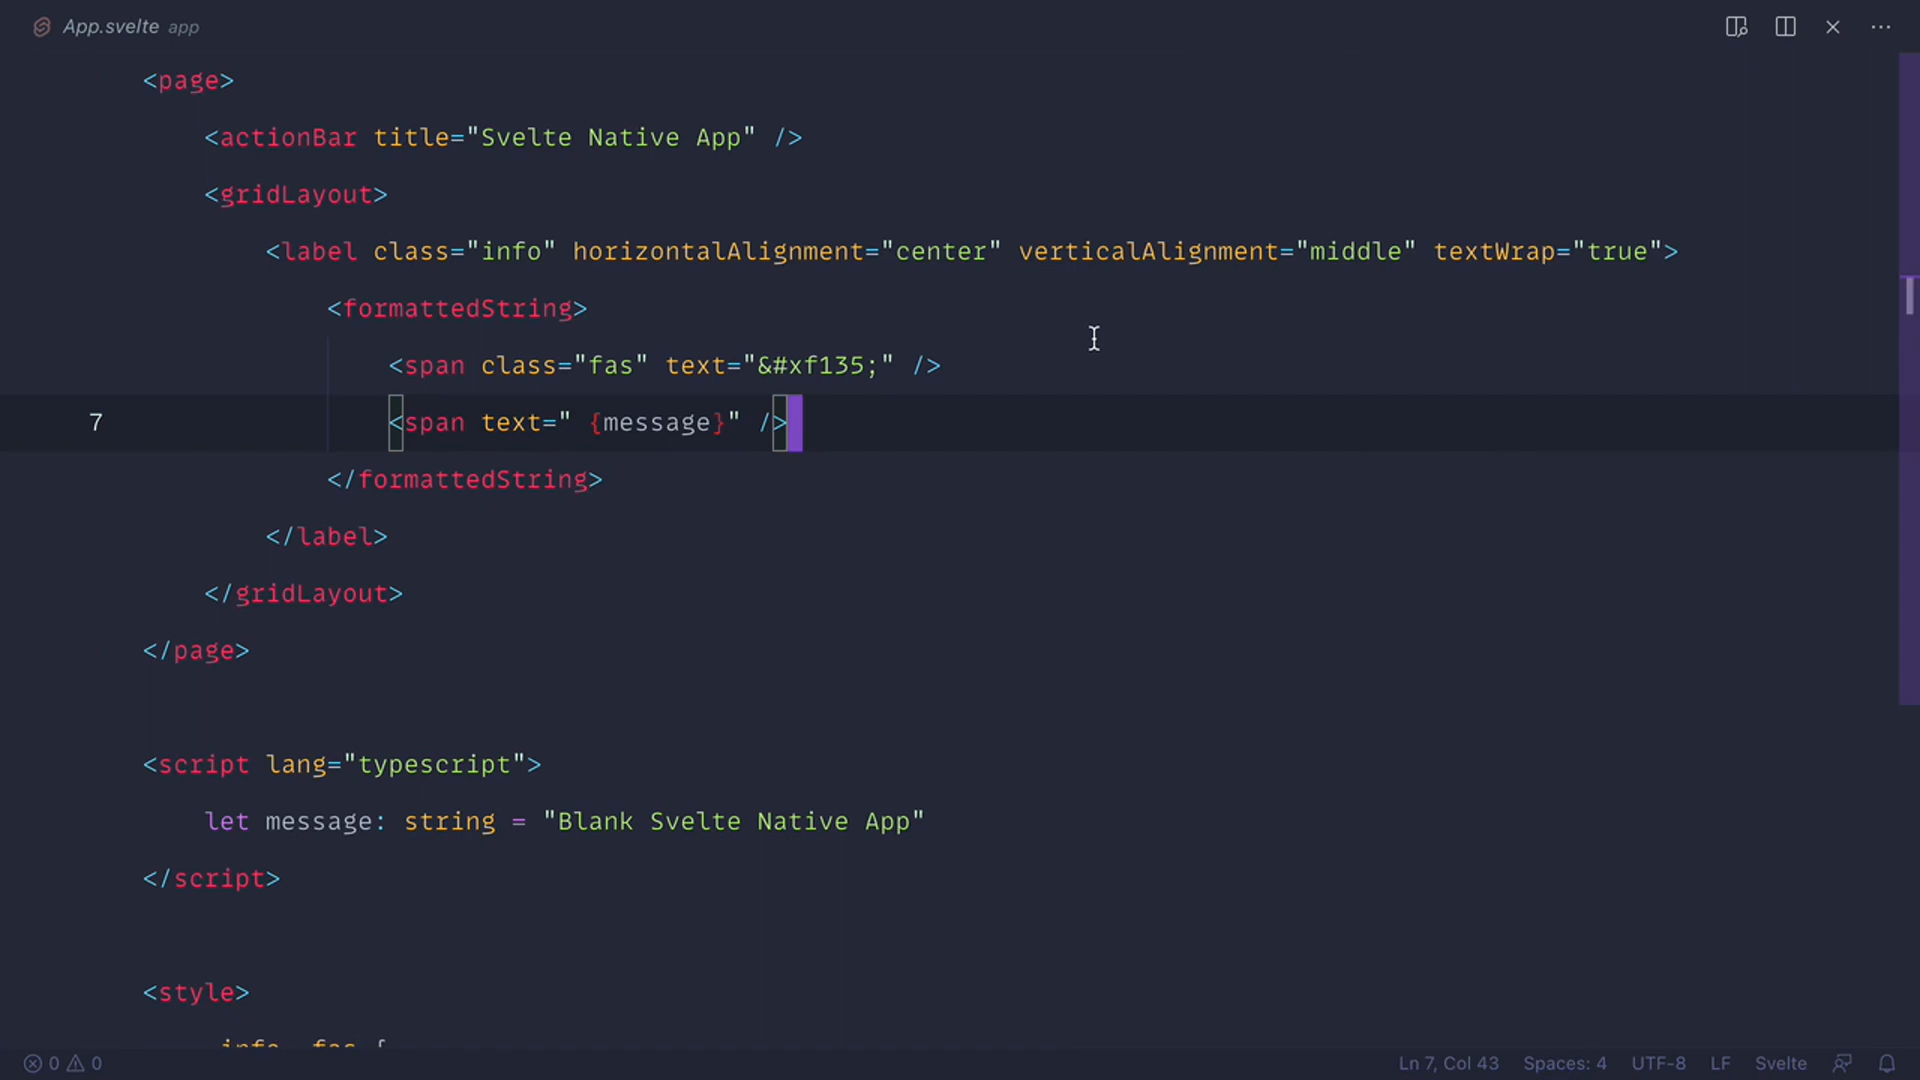 App.svelte app
<page>
<actionBar title="Svelte Native App" />
<gridLayout>
<label class="info" horizontalAlignment="center" verticalAlignment="middle" textWrap="true">
<formattedString>
<span class="fas" text="&#xf135;" />
7 <span text=" {message}" />
</formattedString>
</label>
</gridLayout>
</page>
<script lang="typescript">
let message: string = "Blank Svelte Native App"
</script>
<style>
.info .fas {
0 0 Ln 7, Col 43 Spaces: 4 UTF-8 LF Svelte